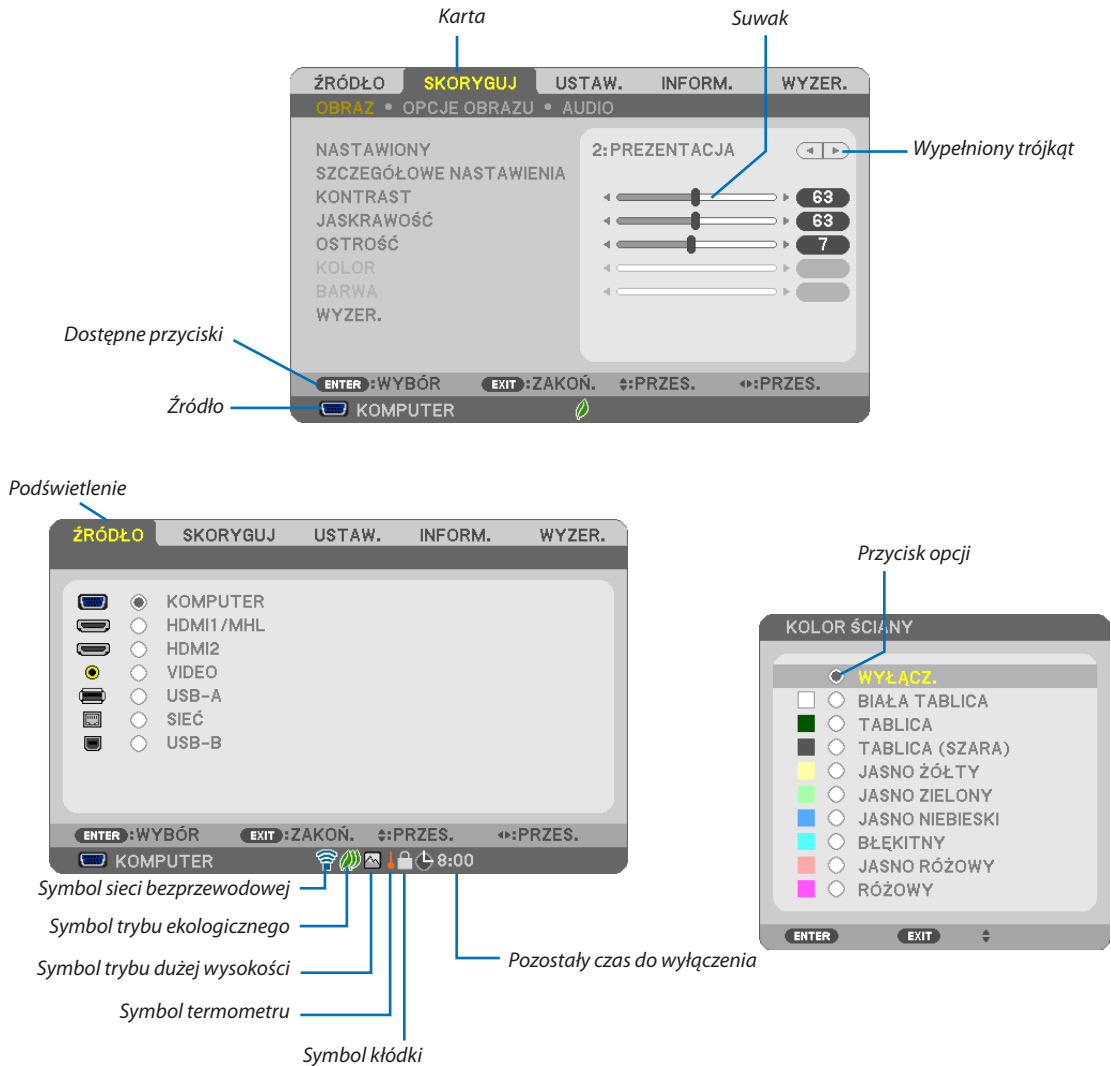 Karta
Suwak
ŹRÓDŁO SKORYGUJ USTAW. INFORM. WYZER.
OBRAZ • OPCJE OBRAZU • AUDIO
NASTAWIONY 2:PREZENTACJA
Wypełniony trójkąt
SZCZEGÓŁOWE NASTAWIENIA
KONTRAST 63
JASKRAWOŚĆ 63
OSTROŚĆ 7
KOLOR
BARWA
WYZER.
Dostępne przyciski
ENTER :WYBÓR EXIT :ZAKOŃ. :PRZES. :PRZES.
Źródło
KOMPUTER
Podświetlenie
ŹRÓDŁO SKORYGUJ USTAW. INFORM. WYZER.
KOMPUTER
HDMI1/MHL
HDMI2
VIDEO
USB-A
SIEĆ
USB-B
ENTER :WYBÓR EXIT :ZAKOŃ. :PRZES. :PRZES.
KOMPUTER 8:00
Symbol sieci bezprzewodowej
Symbol trybu ekologicznego
Symbol trybu dużej wysokości
Symbol termometru
Symbol kłódki
Pozostały czas do wyłączenia
Przycisk opcji
KOLOR ŚCIANY
WYŁĄCZ.
BIAŁA TABLICA
TABLICA
TABLICA (SZARA)
JASNO ŻÓŁTY
JASNO ZIELONY
JASNO NIEBIESKI
BŁĘKITNY
JASNO RÓŻOWY
RÓŻOWY
ENTER EXIT